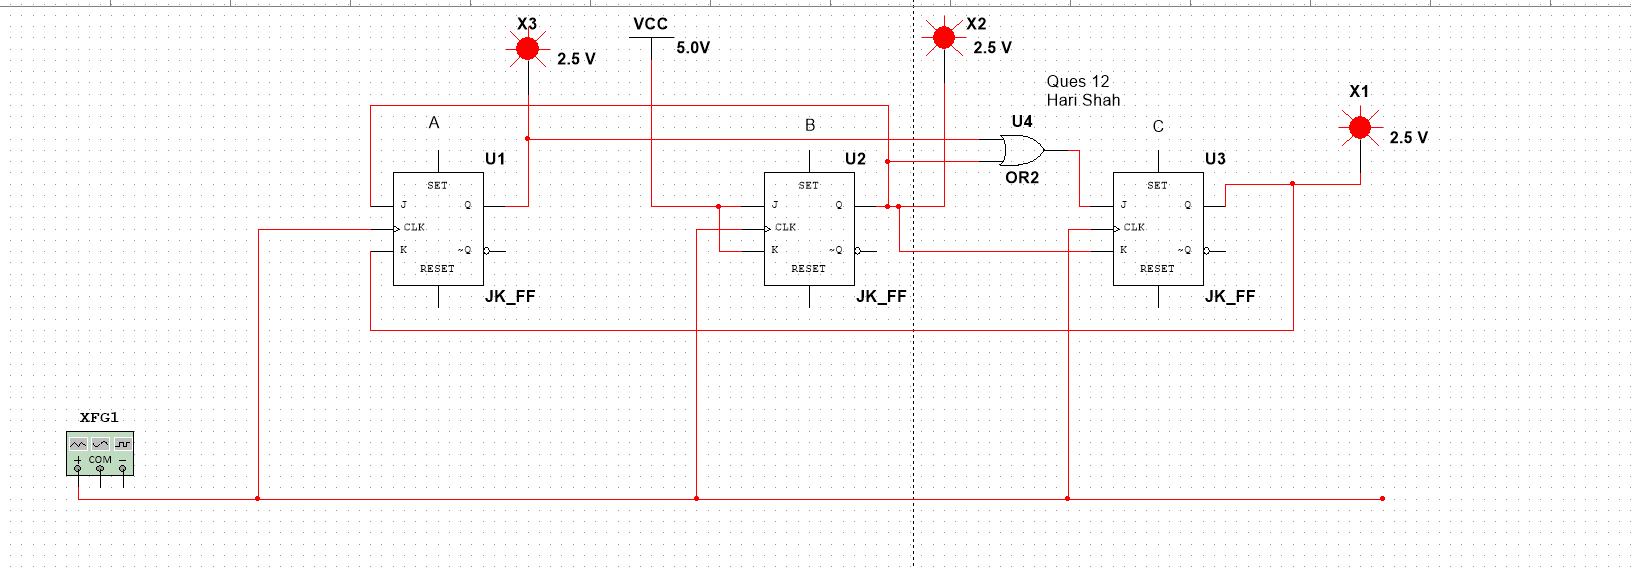 X3
2.5 V
VCC
5.0V
X2
2.5 V
Ques 12
Hari Shah
X1
2.5 V
A
B
U4
OR2
C
U1
SET
J
Q
CLK
K
~Q
RESET
JK_FF
U2
SET
J
Q
CLK
K
~Q
RESET
JK_FF
U3
SET
J
Q
CLK
K
~Q
RESET
JK_FF
XFG1
+ COM −